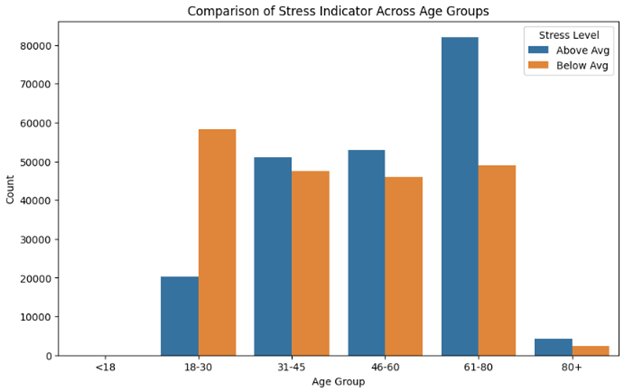 Comparison of Stress Indicator Across Age Groups
Stress Level
Above Avg
Below Avg
80000
70000
60000
50000
40000
30000
20000
10000
0
Count
<18
18-30
31-45
46-60
61-80
80+
Age Group